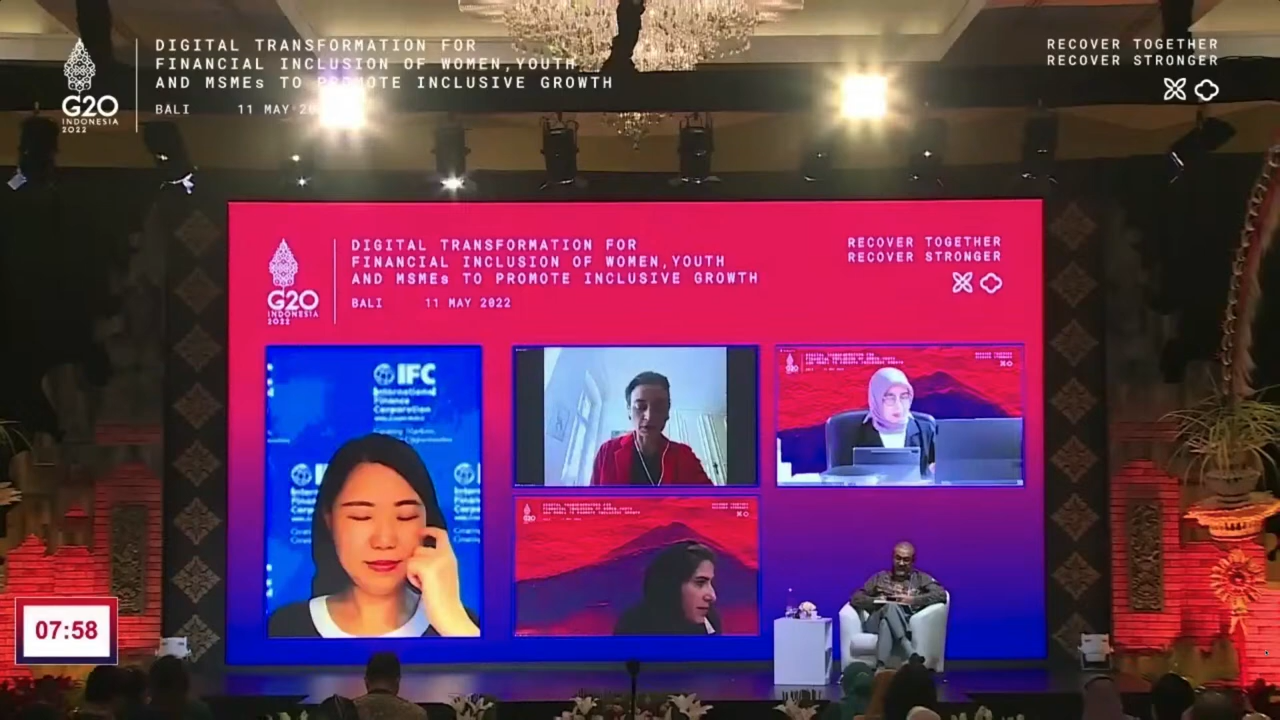 DIGITAL TRANSFORMATION FOR
FINANCIAL INCLUSION OF WOMEN, YOUTH
AND MSMEs TO PROMOTE INCLUSIVE GROWTH
BALI 11 MAY
G20
INDONESIA
2022
RECOVER TOGETHER
RECOVER STRONGER
DIGITAL TRANSFORMATION FOR
FINANCIAL INCLUSION OF WOMEN, YOUTH
AND MSMEs TO PROMOTE INCLUSIVE GROWTH
BALI 11 MAY 2022
G20
INDONESIA
2022
RECOVER TOGETHER
RECOVER STRONGER
IFC
International
Finance
Corporation
07:58